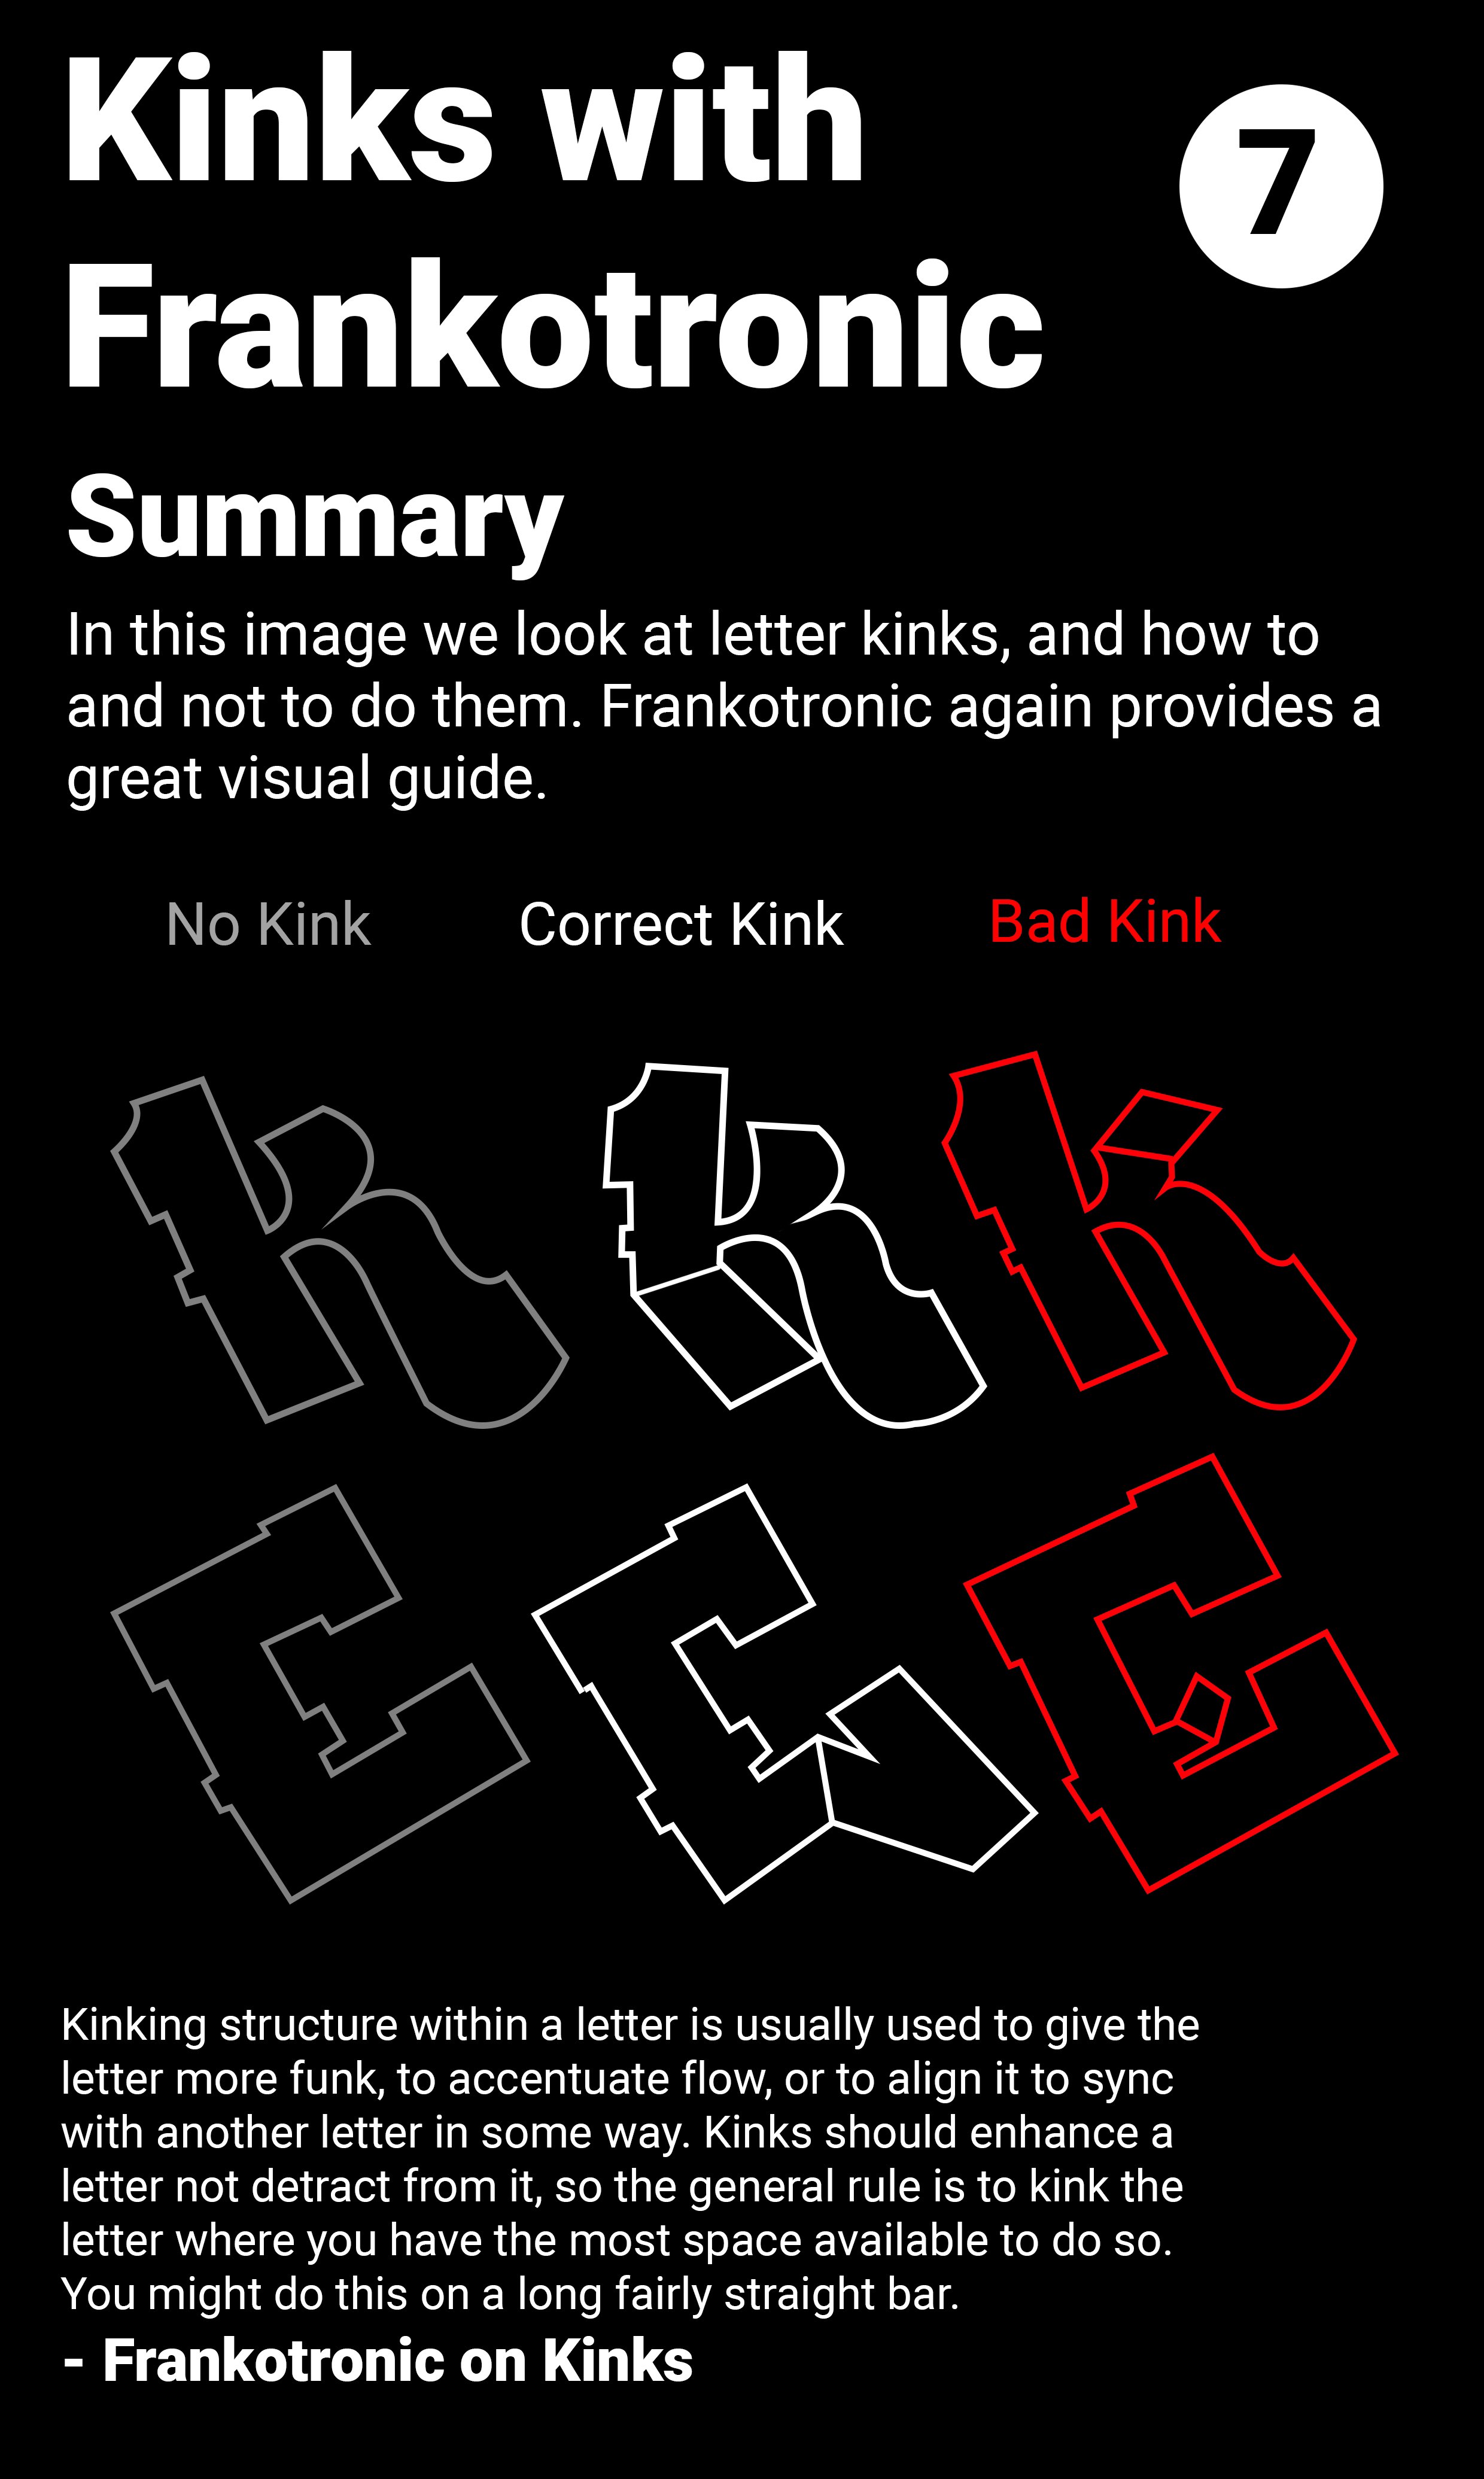 Kinks with
7
Frankotronic
Summary
In this image we look at letter kinks, and how to
and not to do them. Frankotronic again provides a
great visual guide.
No Kink
Correct Kink
Bad Kink
Kinking structure within a letter is usually used to give the
letter more funk, to accentuate flow, or to align it to sync
with another letter in some way. Kinks should enhance a
letter not detract from it, so the general rule is to kink the
letter where you have the most space available to do so.
You might do this on a long fairly straight bar.
- Frankotronic on Kinks